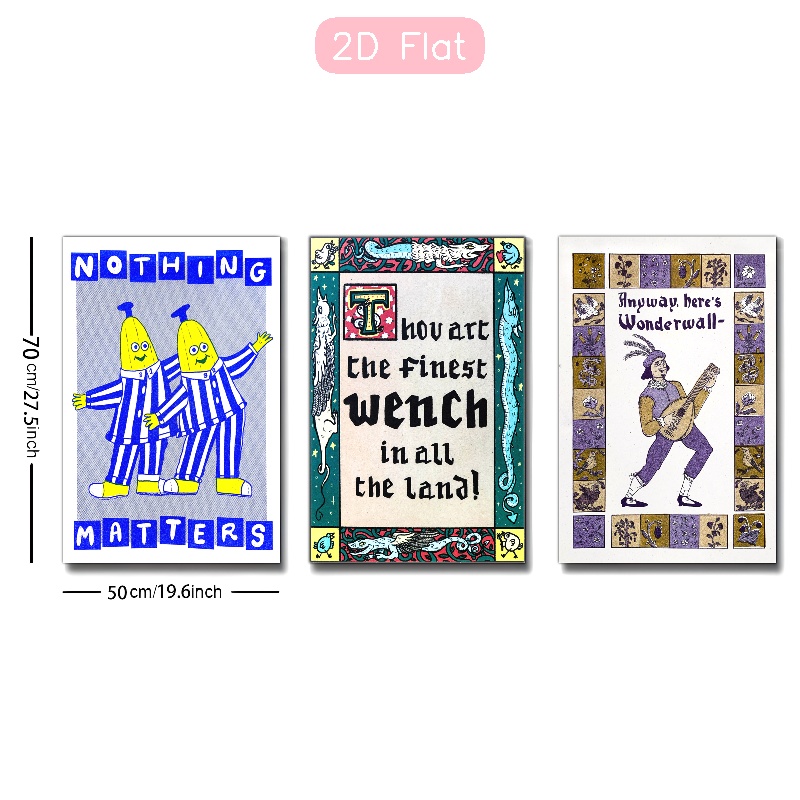 2D Flat
NOTHING
MATTERS
Thou art
the finest
wench
in all
the land!
Anyway, here's
Wonderwall-
70cm/27.5inch
50cm/19.6inch